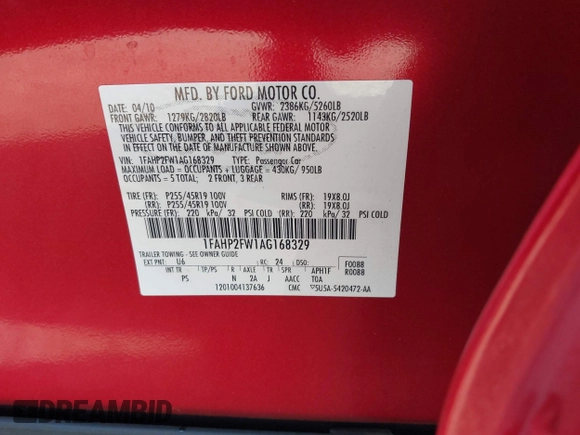 MFD. BY FORD MOTOR CO.
DATE: 04/10 GVWR: 2386KG/5260LB
FRONT GAWR: 1279KG/2820LB REAR GAWR: 1143KG/2520LB
THIS VEHICLE CONFORMS TO ALL APPLICABLE FEDERAL MOTOR
VEHICLE SAFETY, BUMPER, AND THEFT PREVENTION STANDARDS
IN EFFECT ON THE DATE OF MANUFACTURE SHOWN ABOVE.
VIN: 1FAHP2FW1AG168329 TYPE: Passenger Car
MAXIMUM LOAD = OCCUPANTS + LUGGAGE = 430KG/ 950LB
OCCUPANTS = 5 TOTAL; 2 FRONT, 3 REAR
TIRE (FR): P255/45R19 100V RIMS (FR): 19X8.0J
(RR): P255/45R19 100V (RR): 19X8.0J
PRESSURE (FR): 220 kPa/ 32 PSI COLD (RR): 220 kPa/ 32 PSI COLD
1FAHP2FW1AG168329
TRAILER TOWING - SEE OWNER GUIDE
EXT PNT: U6 RC: 24 DSO: F0088
R0088
INT TR TP/PS R AXLE TR SPR APH1F
PS N 2A J AACC TOA
1201004137636 CMC ▽5U5A-5420472-AA
DREAMBID.com